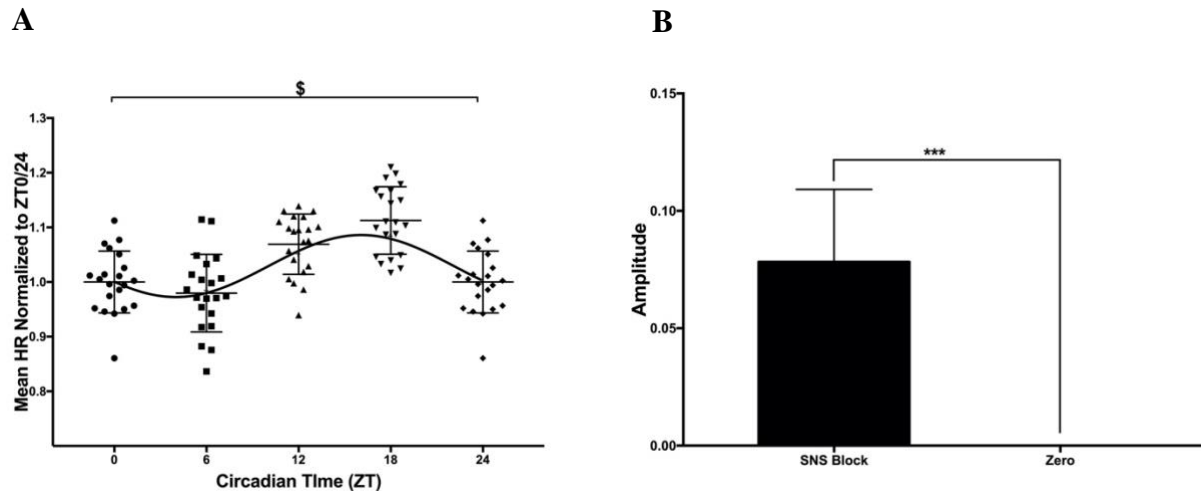 A
B
$
1.3
1.2
1.1
1.0
0.9
0.8
Mean HR Normalized to ZT0/24
0
6
12
18
24
Circadian TIme (ZT)
0.15
0.10
0.05
0.00
Amplitude
***
SNS Block
Zero